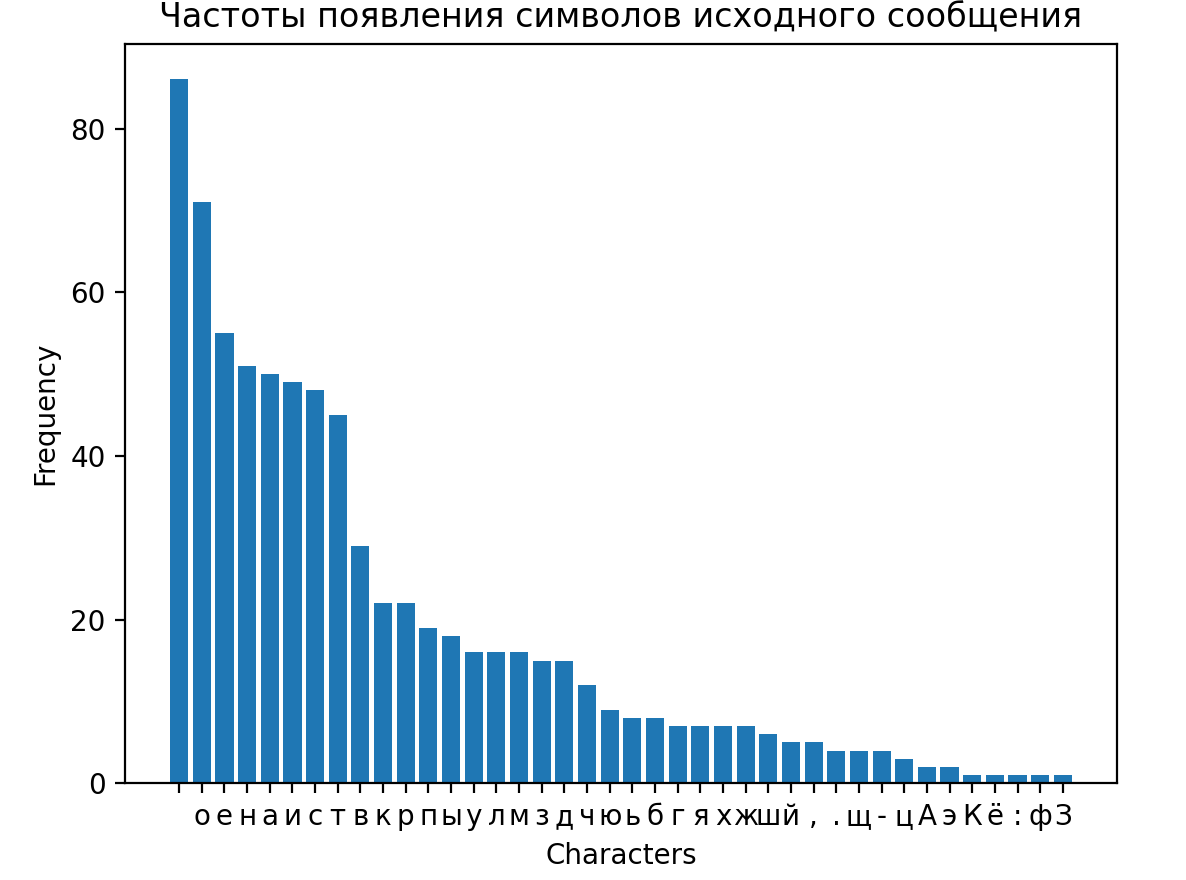 Частоты появления символов исходного сообщения
80
60
40
20
0
Frequency
о е н а и с т в к р п ы у л м з д ч ю ь б г я х ж ш й , . щ - ц А э К ё : ф З
Characters